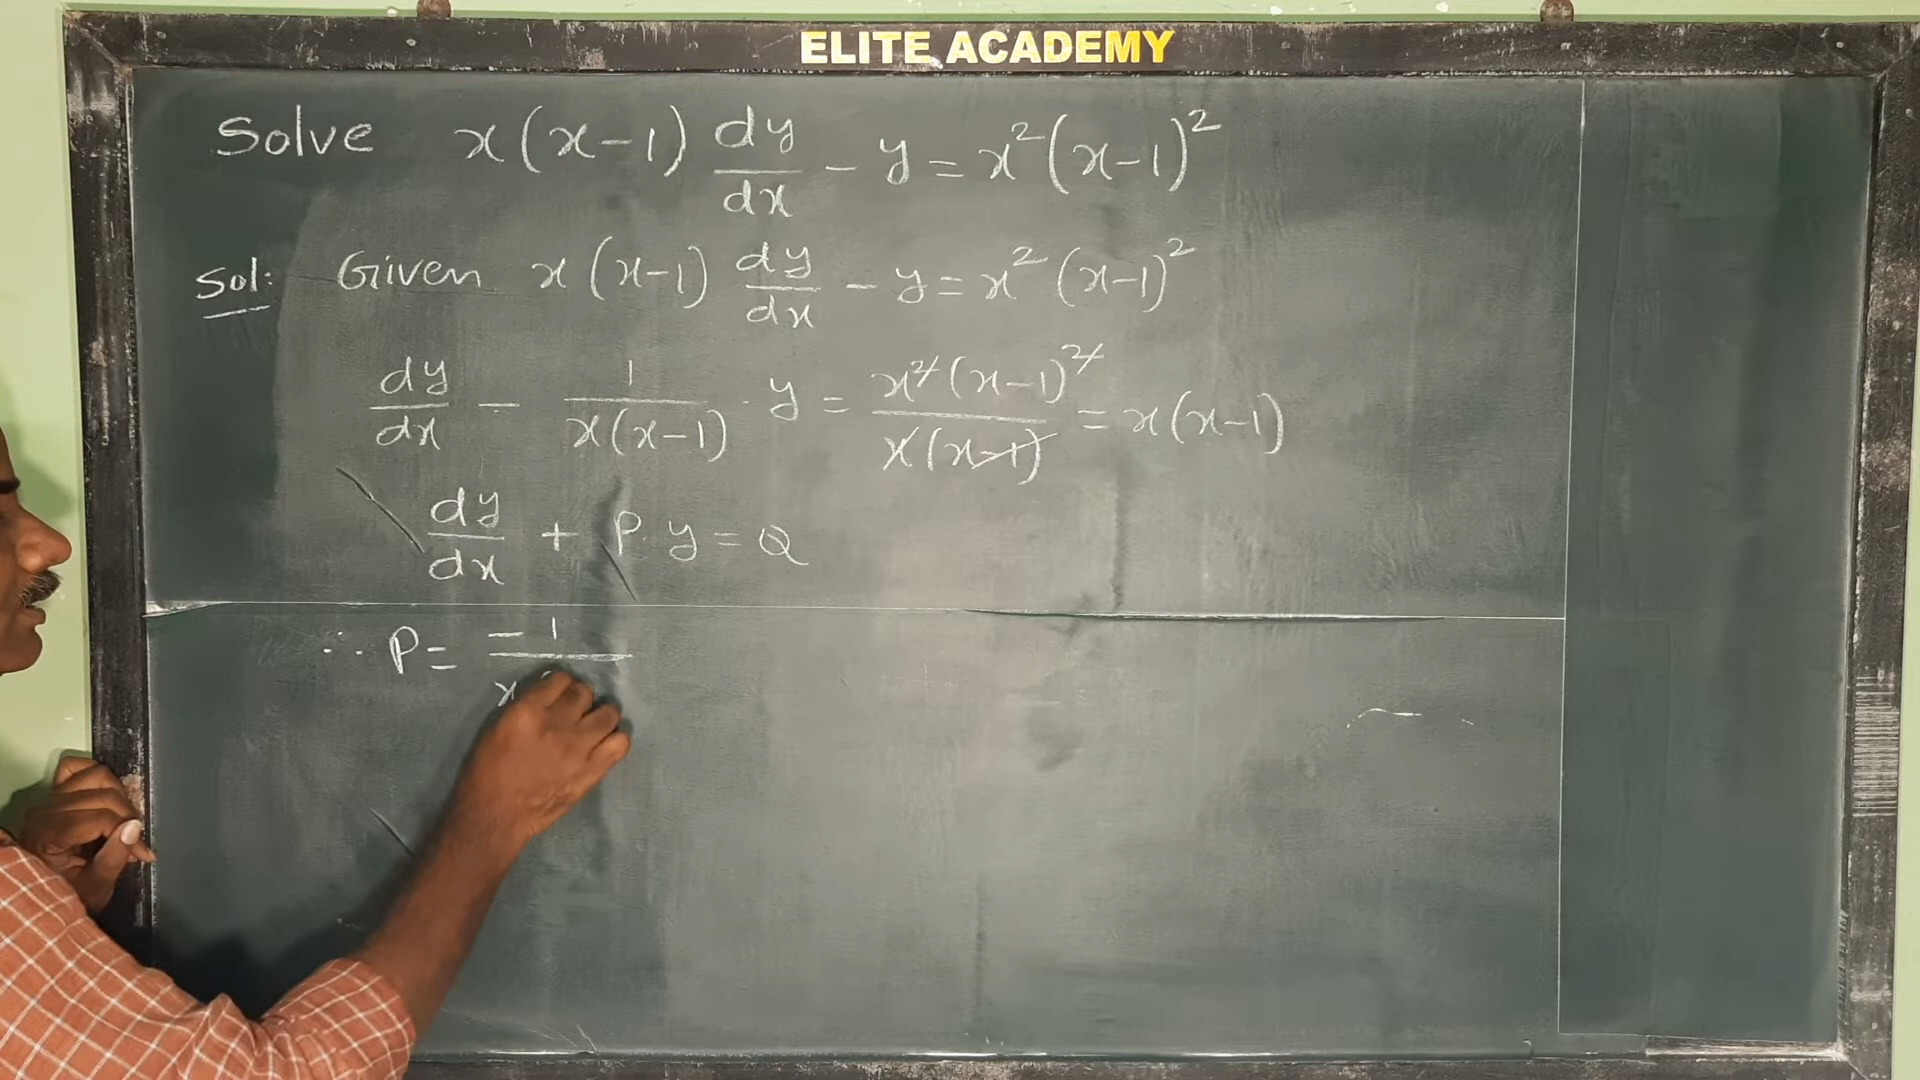 ELITE ACADEMY
Solve x(x-1) dy/dx - y = x²(x-1)²
Sol: Given x(x-1) dy/dx - y = x²(x-1)²
dy/dx - 1/x(x-1) · y = x²(x-1)²/x(x-1) = x(x-1)
dy/dx + P. y = Q
∴ P = -1/x